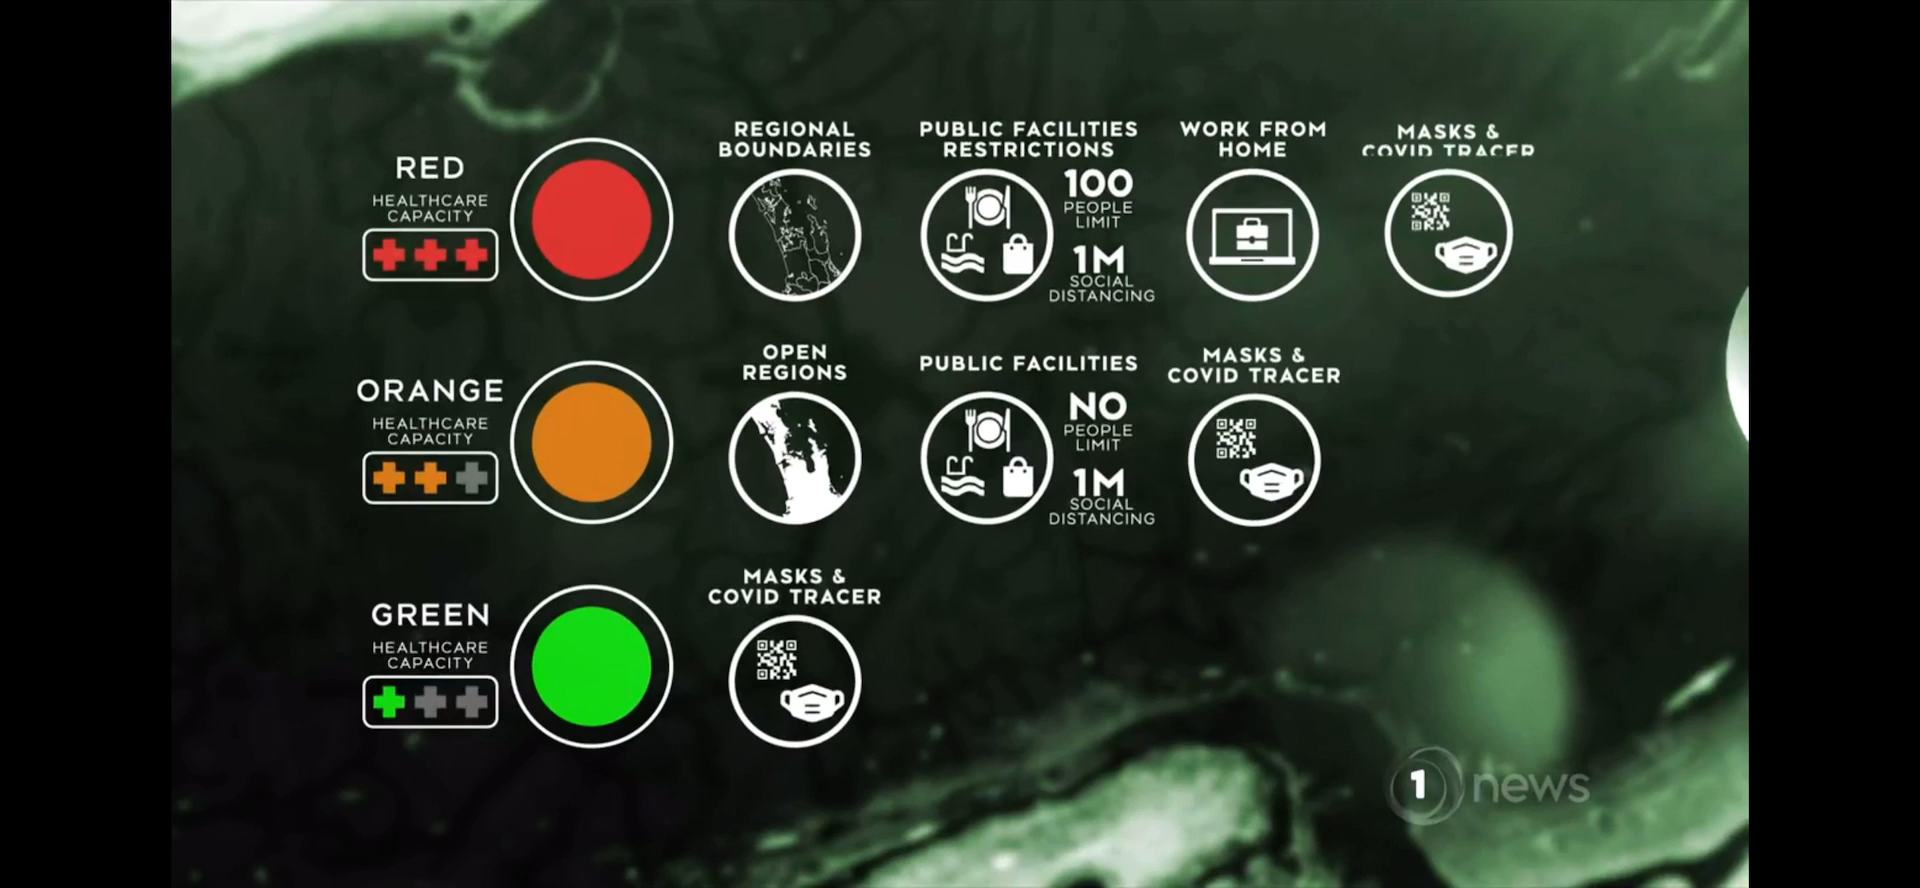 RED
HEALTHCARE
CAPACITY
REGIONAL
BOUNDARIES
PUBLIC FACILITIES
RESTRICTIONS
100
PEOPLE
LIMIT
1M
SOCIAL
DISTANCING
WORK FROM
HOME
MASKS &
COVID TRACER
ORANGE
HEALTHCARE
CAPACITY
OPEN
REGIONS
PUBLIC FACILITIES
NO
PEOPLE
LIMIT
1M
SOCIAL
DISTANCING
MASKS &
COVID TRACER
GREEN
HEALTHCARE
CAPACITY
MASKS &
COVID TRACER
1 news